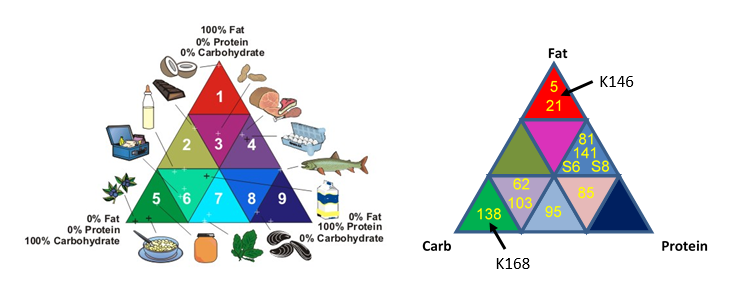 100% Fat
0% Protein
0% Carbohydrate
1
2
3
4
5
6
7
8
9
0% Fat
0% Protein
100% Carbohydrate
0% Fat
100% Protein
0% Carbohydrate
Fat
K146
5
21
81
141
S6 S8
62
103
85
138
95
Carb
Protein
K168